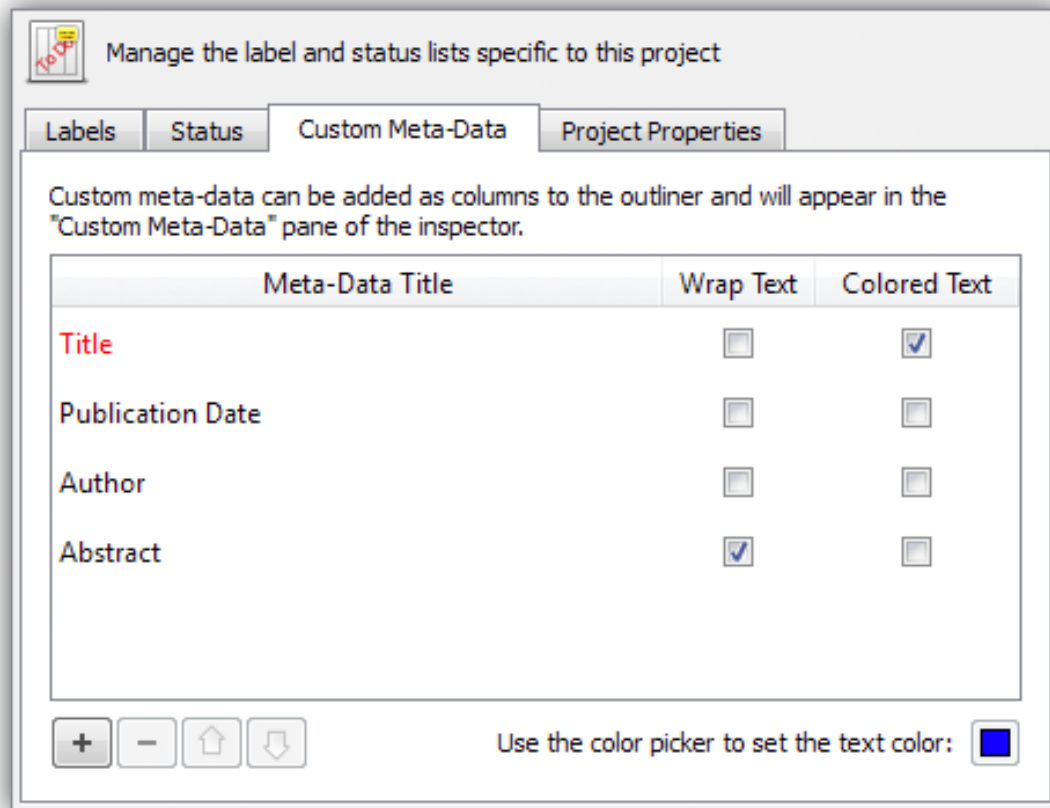 To Do
Manage the label and status lists specific to this project
Labels Status Custom Meta-Data Project Properties
Custom meta-data can be added as columns to the outliner and will appear in the
"Custom Meta-Data" pane of the inspector.
Meta-Data Title Wrap Text Colored Text
Title
Publication Date
Author
Abstract
Use the color picker to set the text color: